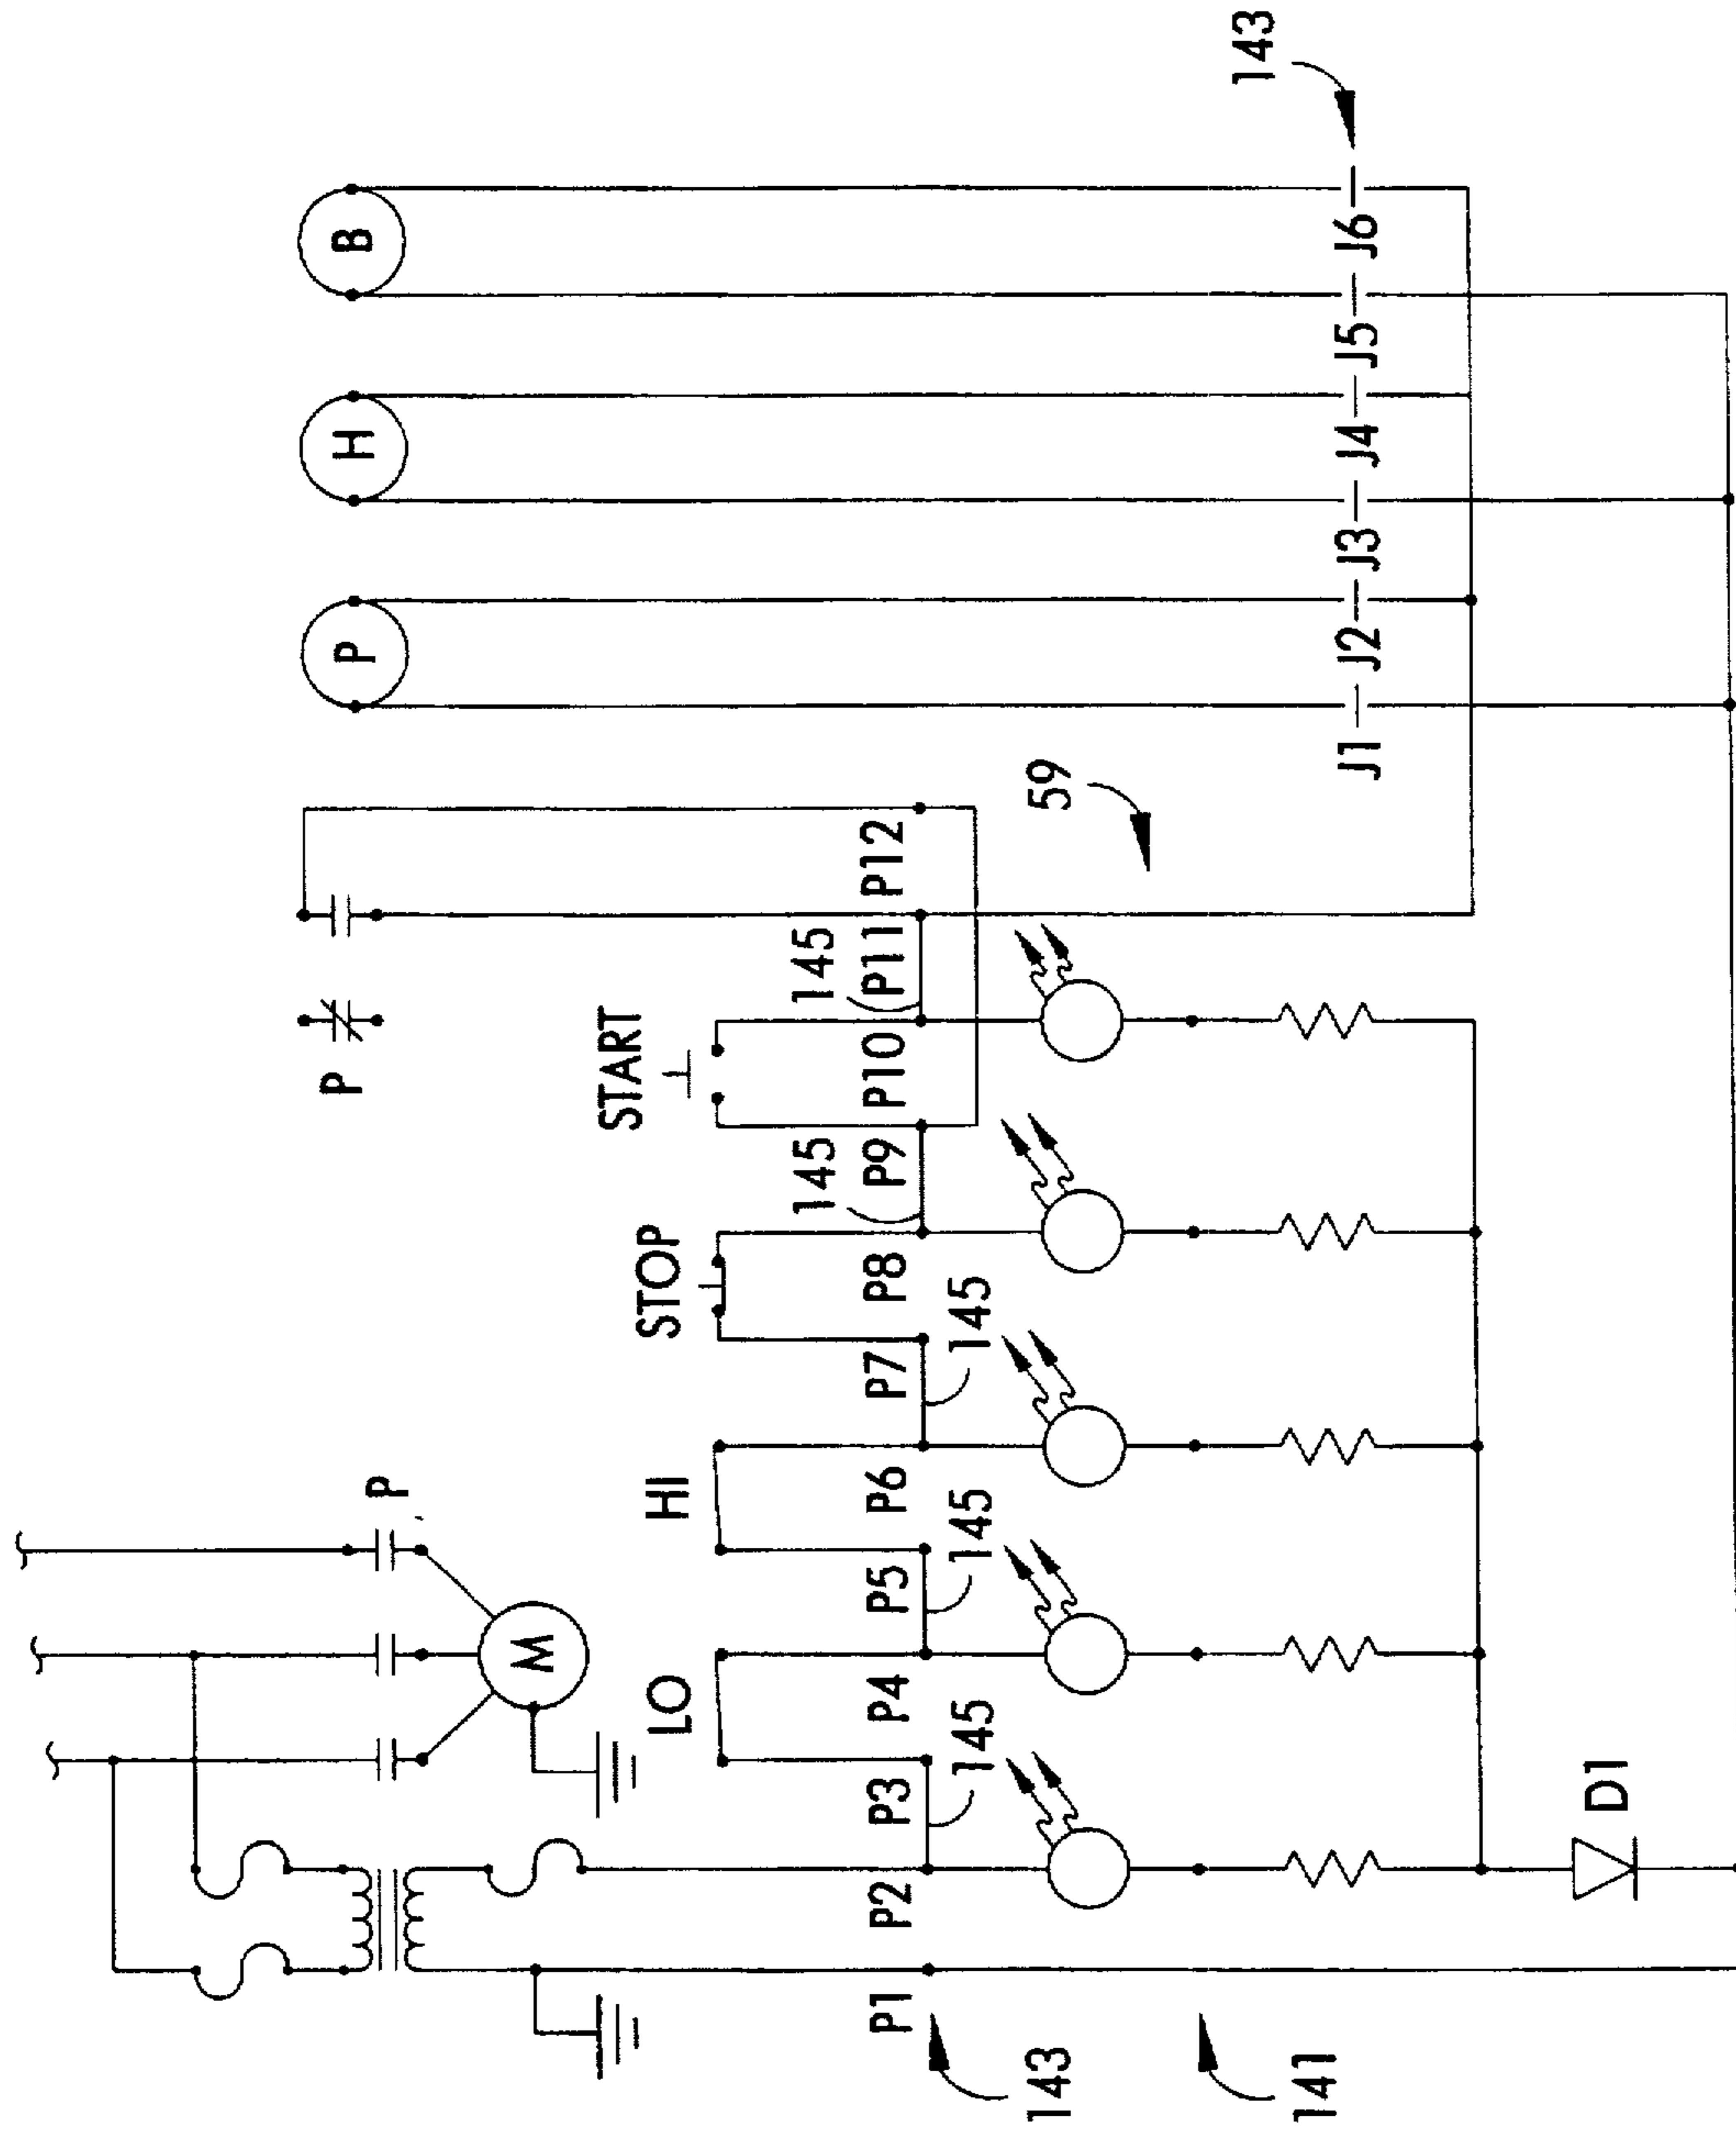 P P H B
P
M
START
LO HI STOP
145 145
P1 P2 P3 P4 P5 P6 P7 P8 P9 P10 P11 P12
145 145 145
143 59
143
141
J1 J2 J3 J4 J5 J6
D1